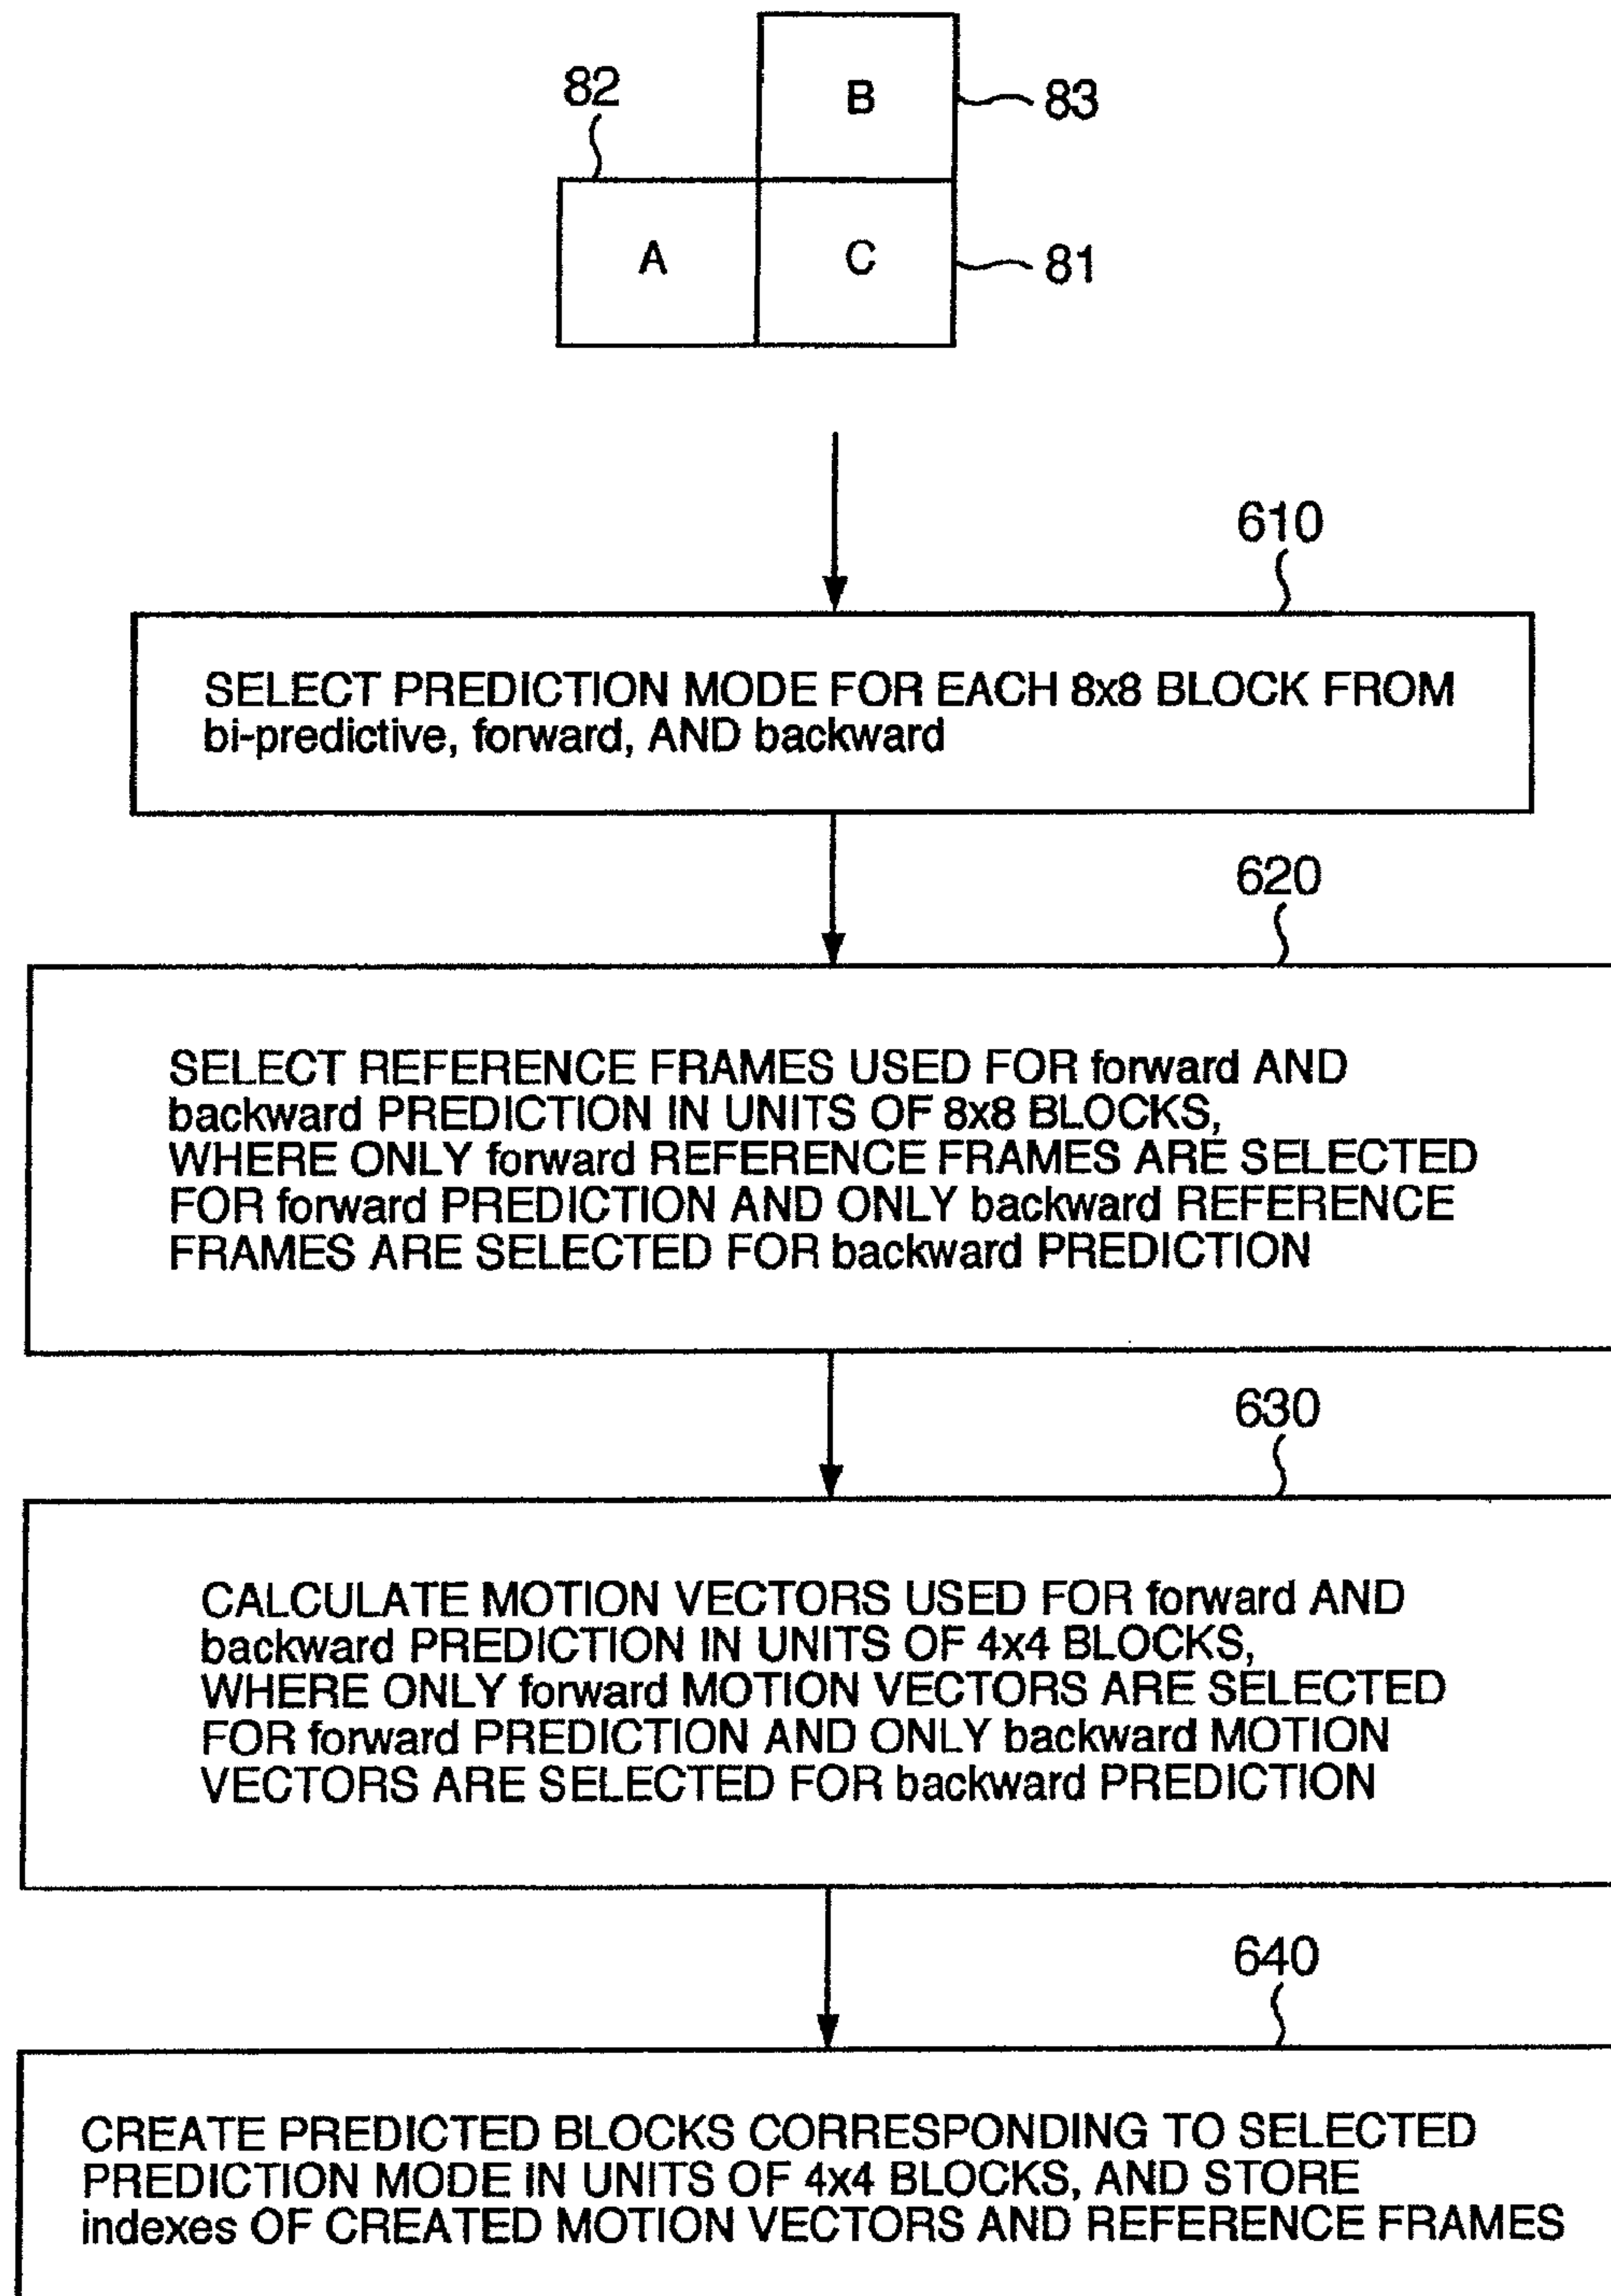 B
83
82
A
C
81
610
SELECT PREDICTION MODE FOR EACH 8x8 BLOCK FROM
bi-predictive, forward, AND backward
620
SELECT REFERENCE FRAMES USED FOR forward AND
backward PREDICTION IN UNITS OF 8x8 BLOCKS,
WHERE ONLY forward REFERENCE FRAMES ARE SELECTED
FOR forward PREDICTION AND ONLY backward REFERENCE
FRAMES ARE SELECTED FOR backward PREDICTION
630
CALCULATE MOTION VECTORS USED FOR forward AND
backward PREDICTION IN UNITS OF 4x4 BLOCKS,
WHERE ONLY forward MOTION VECTORS ARE SELECTED
FOR forward PREDICTION AND ONLY backward MOTION
VECTORS ARE SELECTED FOR backward PREDICTION
640
CREATE PREDICTED BLOCKS CORRESPONDING TO SELECTED
PREDICTION MODE IN UNITS OF 4x4 BLOCKS, AND STORE
indexes OF CREATED MOTION VECTORS AND REFERENCE FRAMES